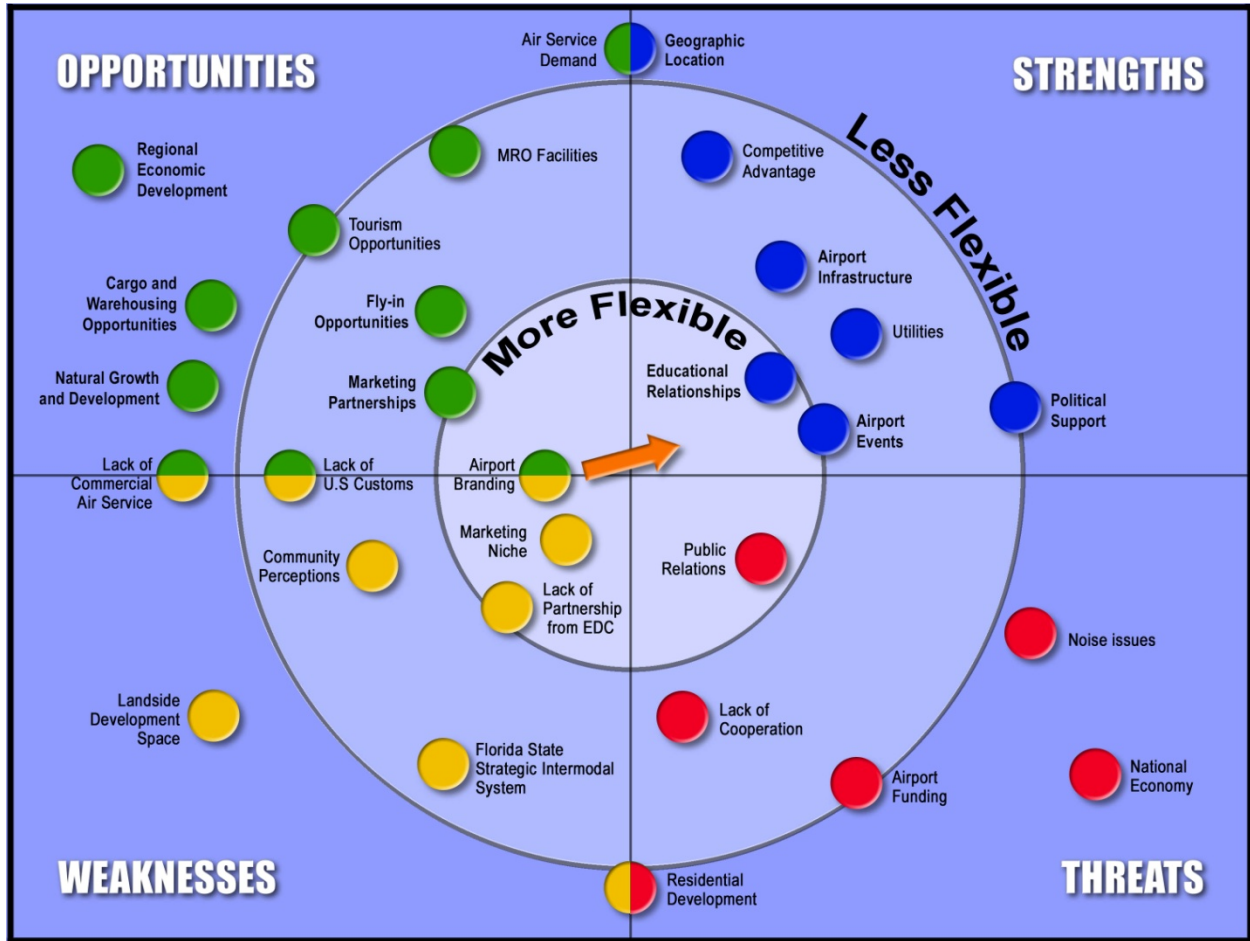 OPPORTUNITIES
STRENGTHS
Air Service
Demand
Geographic
Location
Regional
Economic
Development
MRO Facilities
Competitive
Advantage
Less Flexible
Tourism
Opportunities
Airport
Infrastructure
Cargo and
Warehousing
Opportunities
Fly-in
Opportunities
More Flexible
Utilities
Natural Growth
and Development
Marketing
Partnerships
Educational
Relationships
Airport
Events
Political
Support
Lack of
Commercial
Air Service
Lack of
U.S Customs
Airport
Branding
Marketing
Niche
Community
Perceptions
Public
Relations
Lack of
Partnership
from EDC
Noise issues
Landside
Development
Space
Lack of
Cooperation
Florida State
Strategic Intermodal
System
Airport
Funding
National
Economy
WEAKNESSES
Residential
Development
THREATS